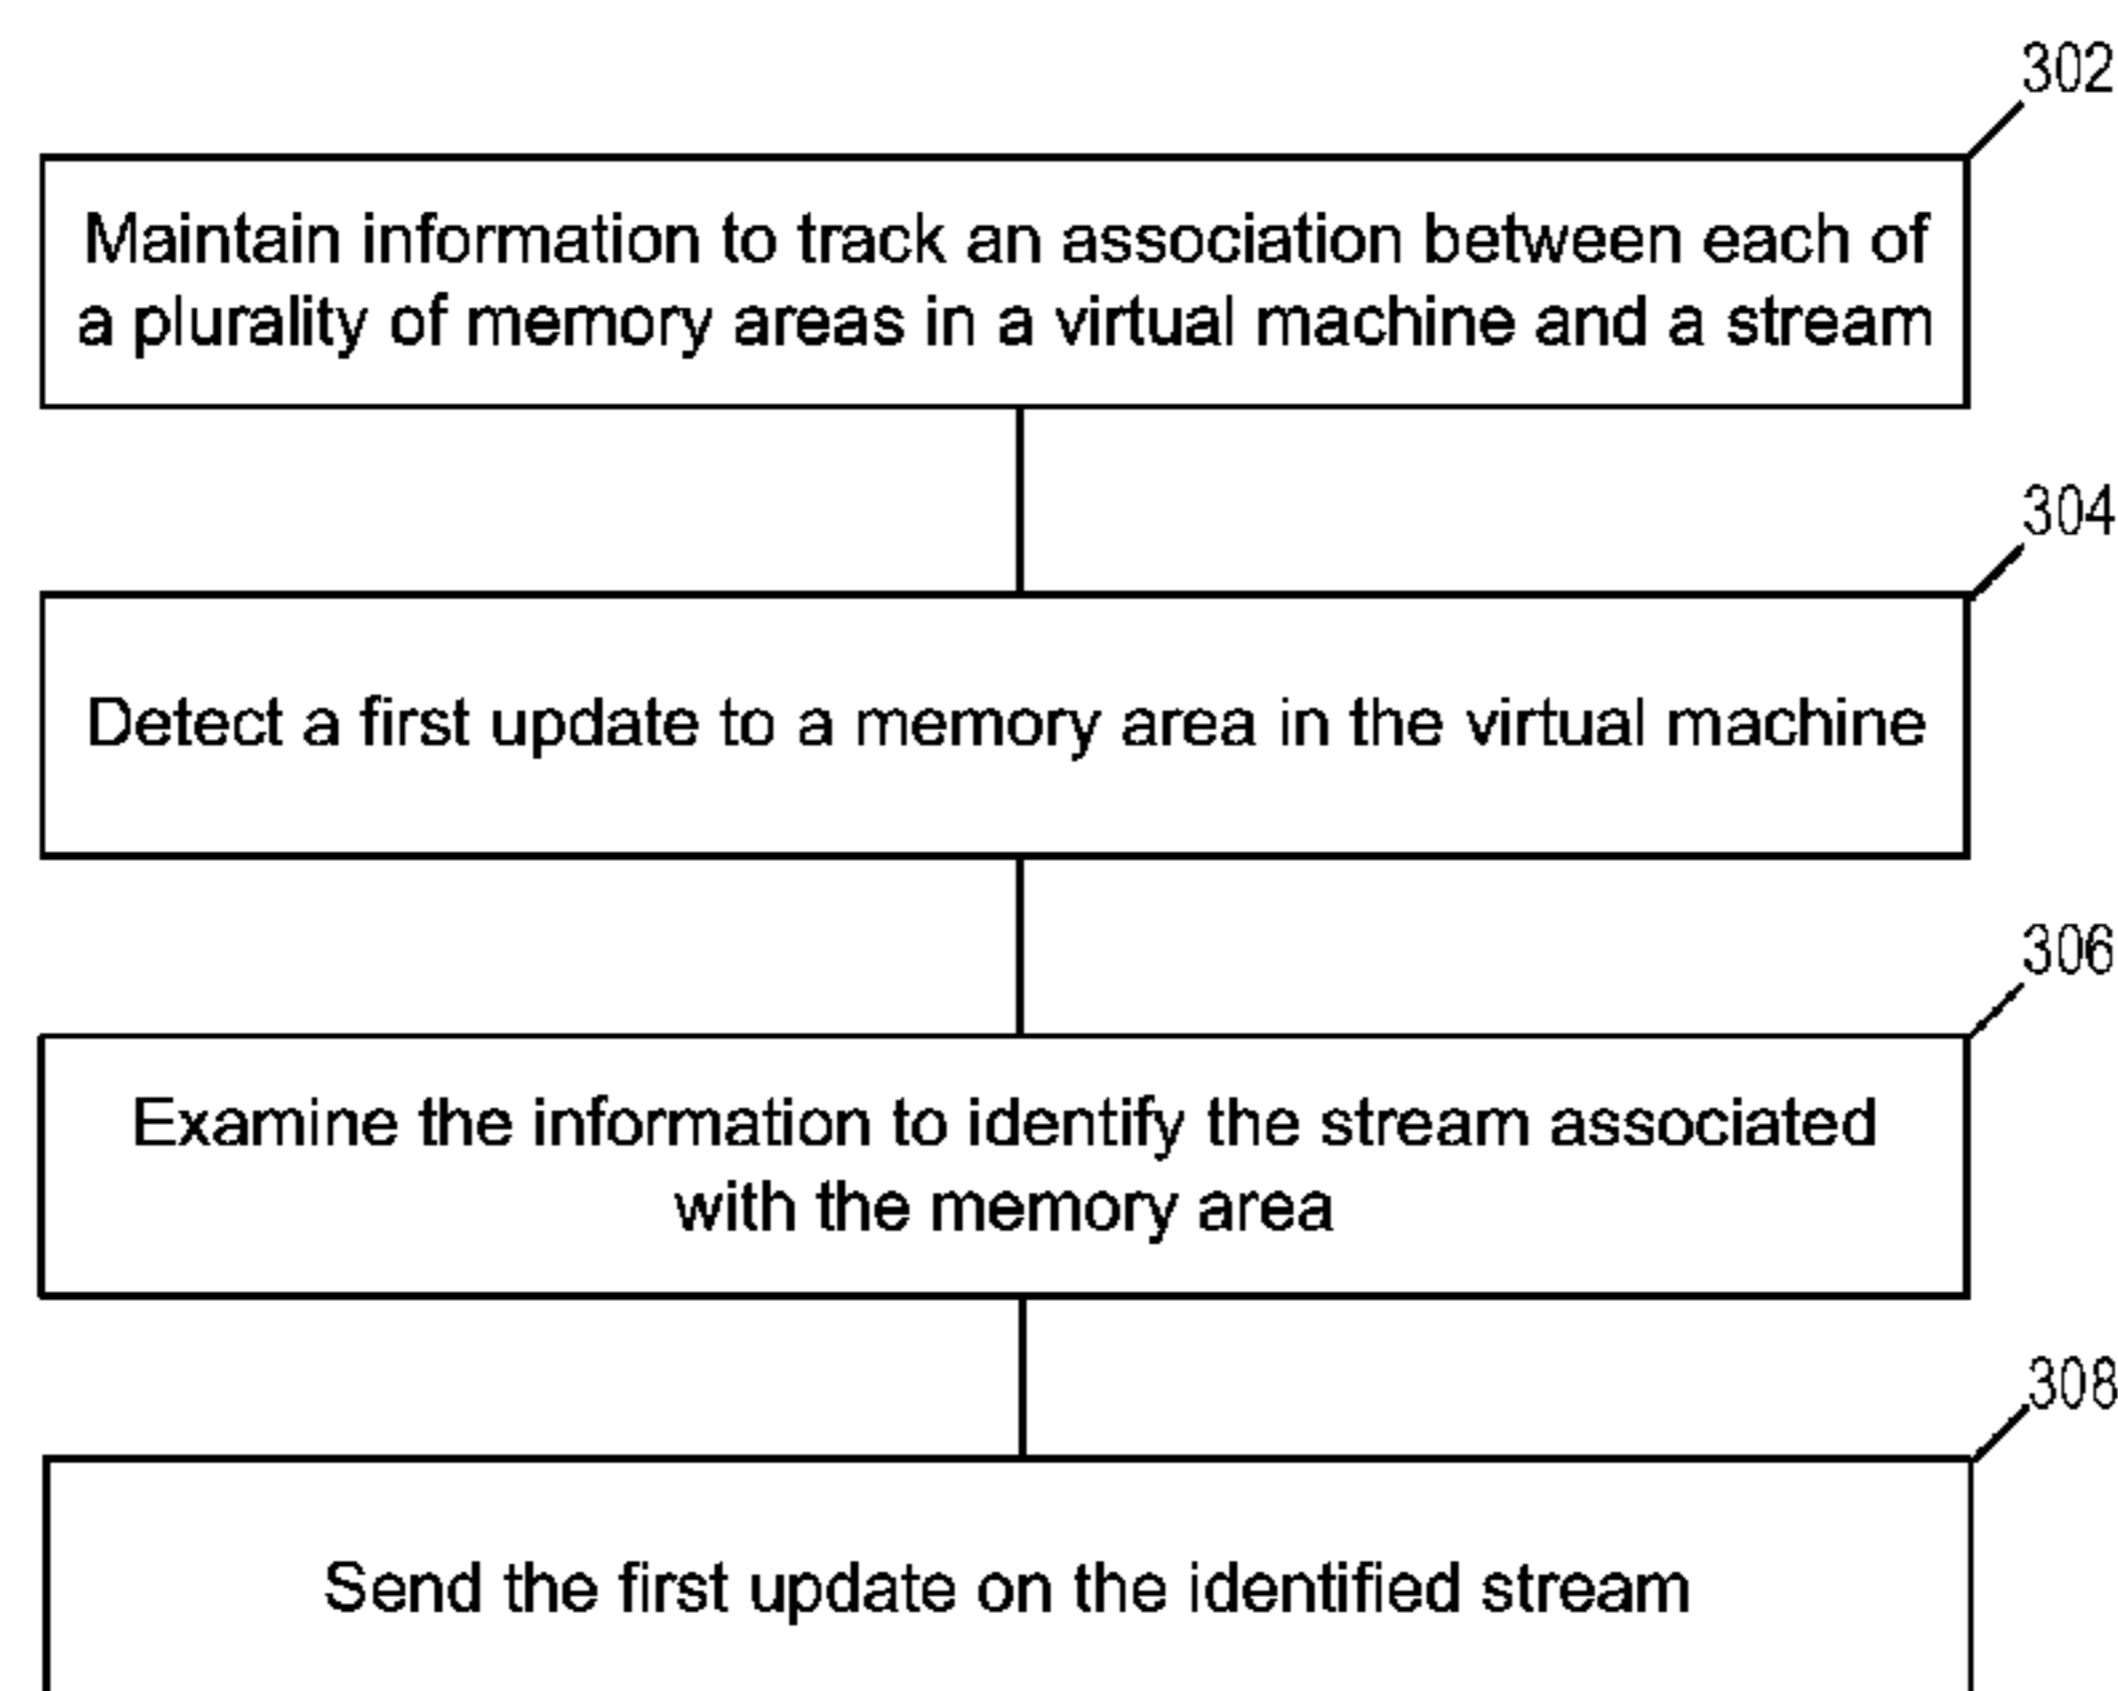 302
Maintain information to track an association between each of
a plurality of memory areas in a virtual machine and a stream
304
Detect a first update to a memory area in the virtual machine
306
Examine the information to identify the stream associated
with the memory area
308
Send the first update on the identified stream